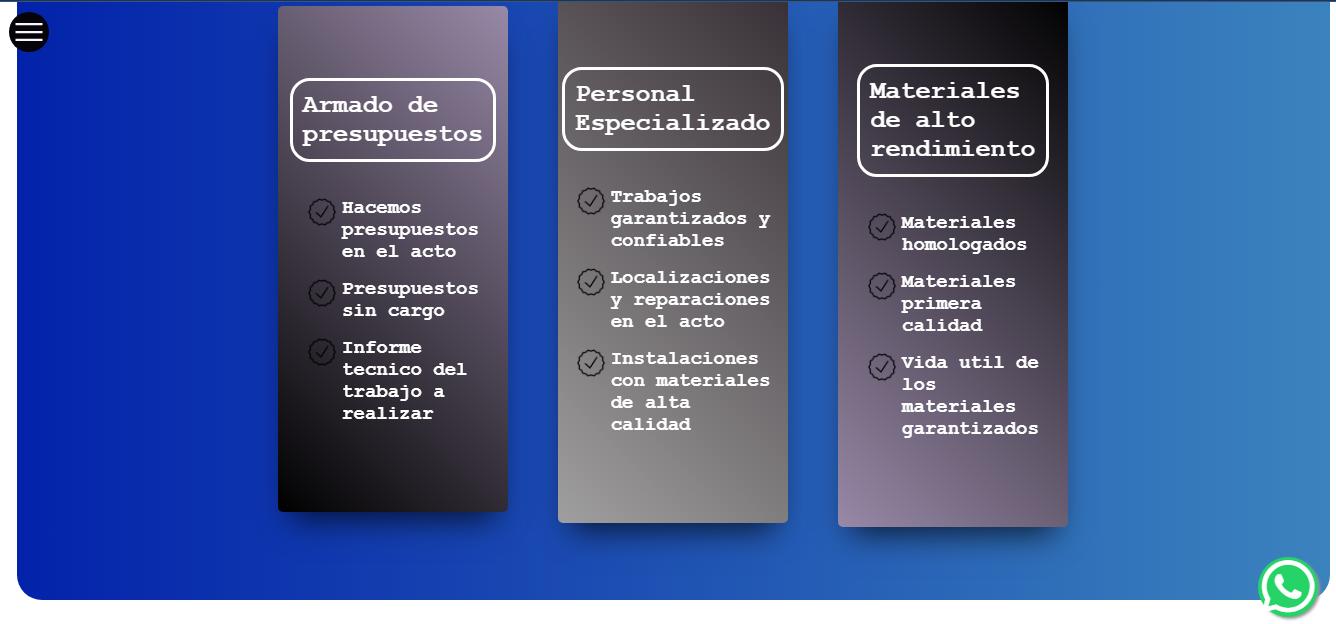 Armado de
presupuestos
Hacemos
presupuestos
en el acto
Presupuestos
sin cargo
Informe
tecnico del
trabajo a
realizar
Personal
Especializado
Trabajos
garantizados y
confiables
Localizaciones
y reparaciones
en el acto
Instalaciones
con materiales
de alta
calidad
Materiales
de alto
rendimiento
Materiales
homologados
Materiales
primera
calidad
Vida util de
los
materiales
garantizados